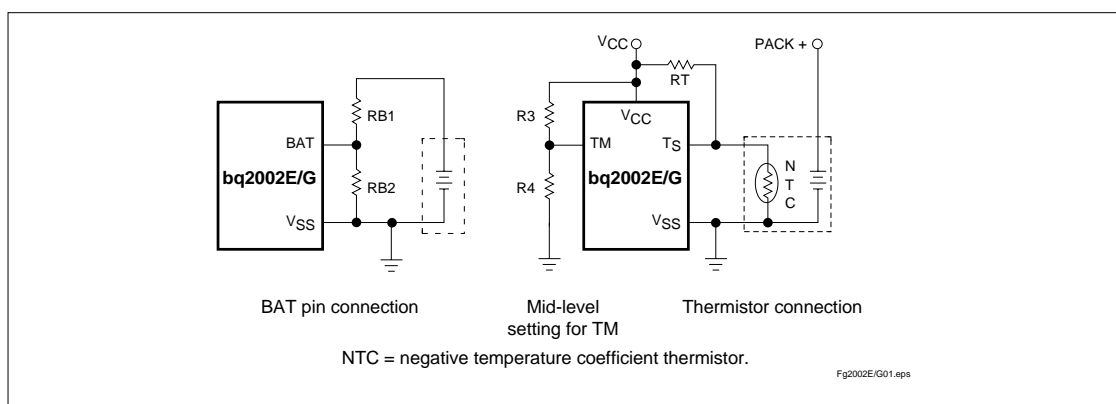 VCC
PACK +
RT
RB1
R3
VCC
BAT
TM
TS
bq2002E/G
RB2
R4
bq2002E/G
N
T
C
VSS
VSS
BAT pin connection
Mid-level
setting for TM
Thermistor connection
NTC = negative temperature coefficient thermistor.
Fg2002E/G01.eps